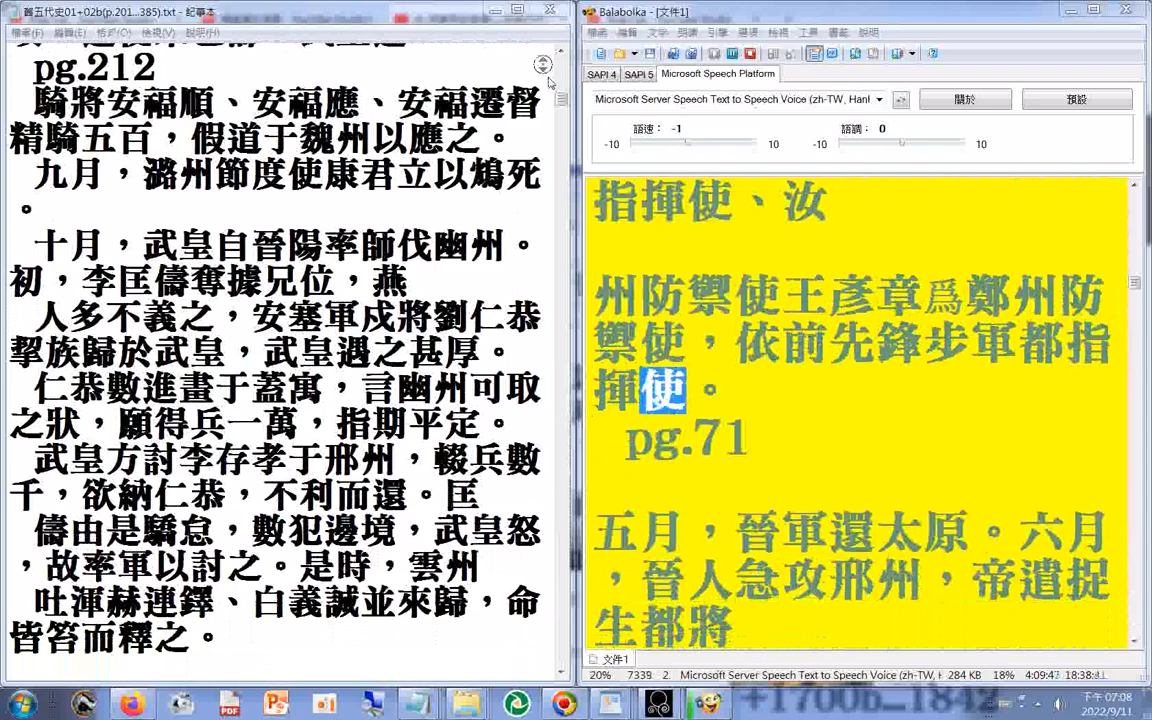 舊五代史01+02b(p.201...385).txt - 記事本
檔案(F) 編輯(E) 格式(O) 檢視(V) 說明(H)
pg.212
騎將安福順、安福應、安福遷督
精騎五百，假道于魏州以應之。
九月，潞州節度使康君立以鴆死
。
十月，武皇自晉陽率師伐幽州。
初，李匡儔奪據兄位，燕
人多不義之，安塞軍戍將劉仁恭
挈族歸於武皇，武皇遇之甚厚。
仁恭數進畫于蓋寓，言幽州可取
之狀，願得兵一萬，指期平定。
武皇方討李存孝于邢州，輟兵數
千，欲納仁恭，不利而還。匡
儔由是驕怠，數犯邊境，武皇怒
，故率軍以討之。是時，雲州
吐渾赫連鐸、白義誠並來歸，命
皆笞而釋之。
Balabolka - [文件1]
SAPI 4 SAPI 5 Microsoft Speech Platform
Microsoft Server Speech Text to Speech Voice (zh-TW, Hanl
關於
預設
語速： -1
語調： 0
-10 10 -10 10
指揮使、汝
州防禦使王彥章爲鄭州防
禦使，依前先鋒步軍都指
揮使。
pg.71
五月，晉軍還太原。六月
，晉人急攻邢州，帝遣捉
生都將
文件1
20% 7339 2. Microsoft Server Speech Text to Speech Voice (zh-TW, H 284 KB 18% 4:09:47
下午 07:08
2022/9/11